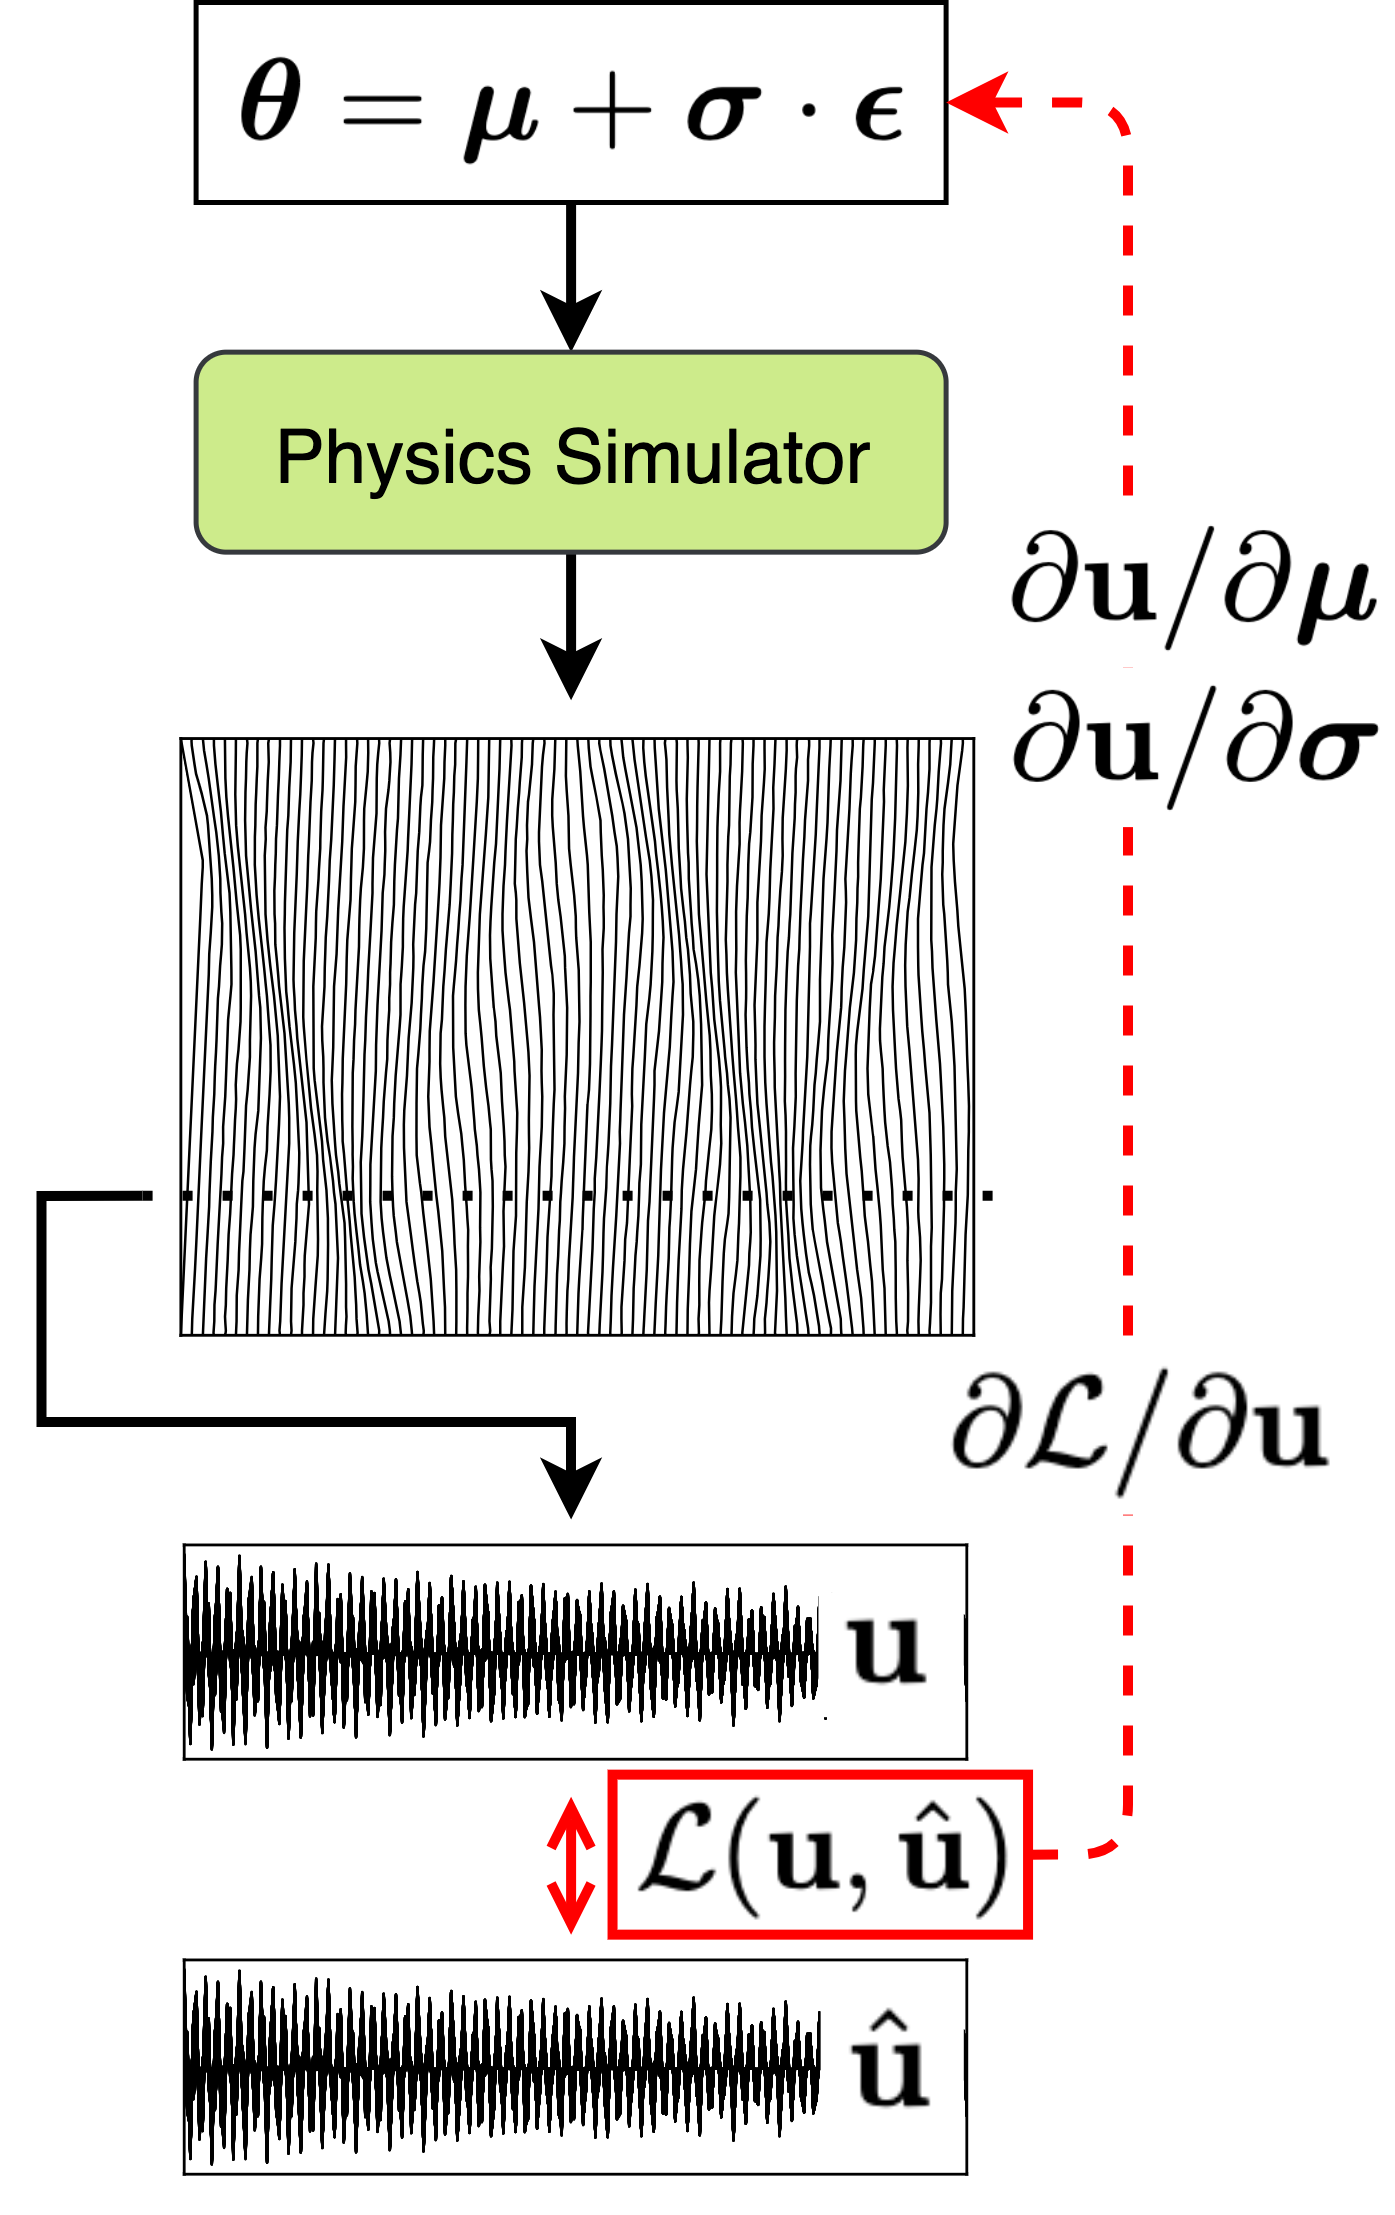 θ = μ + σ · ϵ
Physics Simulator
∂u/∂μ
∂u/∂σ
∂ℒ/∂u
u
ℒ(u, û)
û